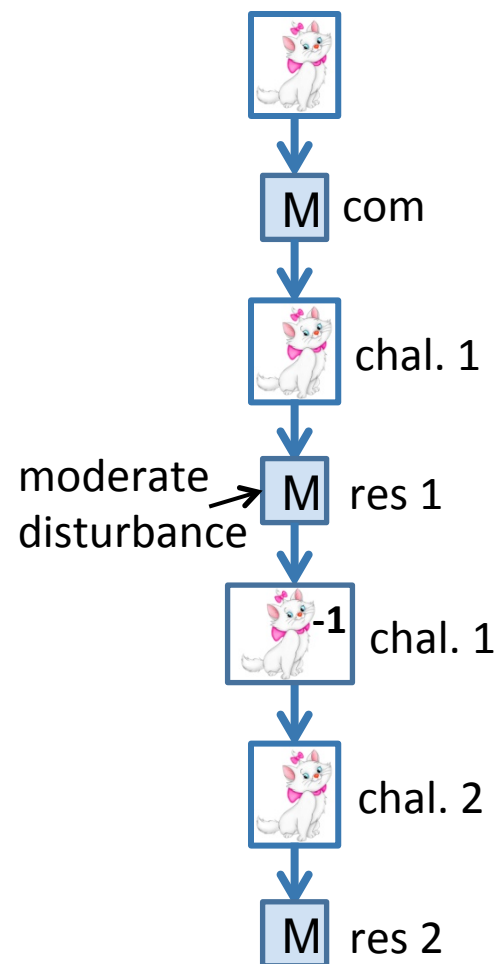 M com
chal. 1
moderate
disturbance
M res 1
-1 chal. 1
chal. 2
M res 2